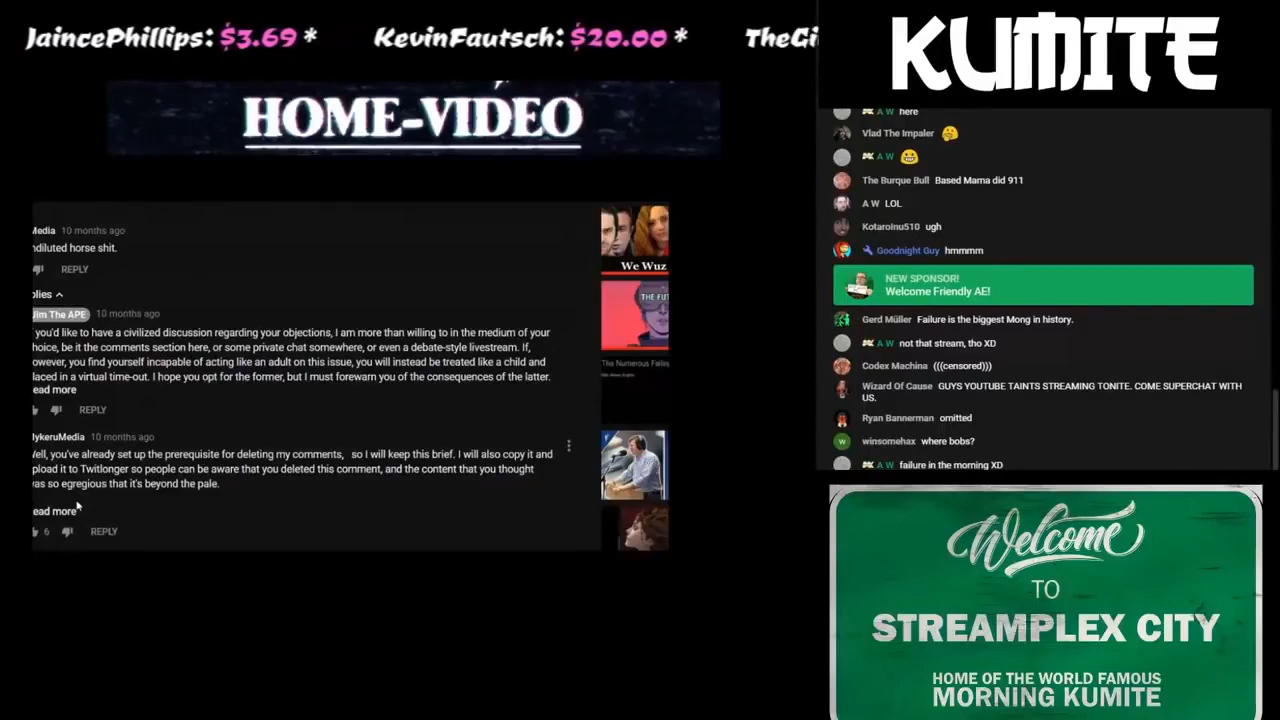 JaincePhillips: $3.69 * KevinFautsch: $20.00 * TheGi
HOME-VIDEO
Media 10 months ago
ndiluted horse shit.
REPLY
plies
Jim The APE 10 months ago
you'd like to have a civilized discussion regarding your objections, I am more than willing to in the medium of your
hoice, be it the comments section here, or some private chat somewhere, or even a debate-style livestream. If,
owever, you find yourself incapable of acting like an adult on this issue, you will instead be treated like a child and
laced in a virtual time-out. I hope you opt for the former, but I must forewarn you of the consequences of the latter.
ead more
REPLY
lykeruMedia 10 months ago
Vell, you've already set up the prerequisite for deleting my comments, so I will keep this brief. I will also copy it and
pload it to Twitlonger so people can be aware that you deleted this comment, and the content that you thought
was so egregious that it's beyond the pale.
ead more
6 REPLY
We Wuz
THE FUT
The Numerous Failin
KUMITE
A W here
Vlad The Impaler 🤔
A W 😀
The Burque Bull Based Mama did 911
A W LOL
KotaroInu510 ugh
Goodnight Guy hmmmm
NEW SPONSOR!
Welcome Friendly AE!
Gerd Müller Failure is the biggest Mong in history.
A W not that stream, tho XD
Codex Machina (((censored)))
Wizard Of Cause GUYS YOUTUBE TAINTS STREAMING TONITE. COME SUPERCHAT WITH
US.
Ryan Bannerman omitted
W winsomehax where bobs?
A W failure in the morning XD
Welcome
TO
STREAMPLEX CITY
HOME OF THE WORLD FAMOUS
MORNING KUMITE